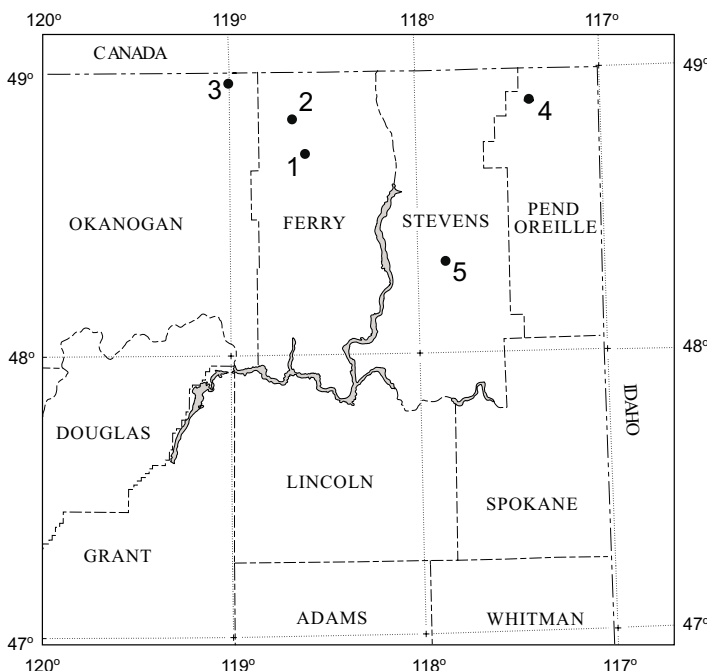 120° 119° 118° 117°
CANADA
49° 49°
3 2 4
1
OKANOGAN FERRY STEVENS PEND
OREILLE
5
48° 48°
IDAHO
DOUGLAS
LINCOLN
SPOKANE
GRANT
ADAMS WHITMAN
47° 47°
120° 119° 118° 117°